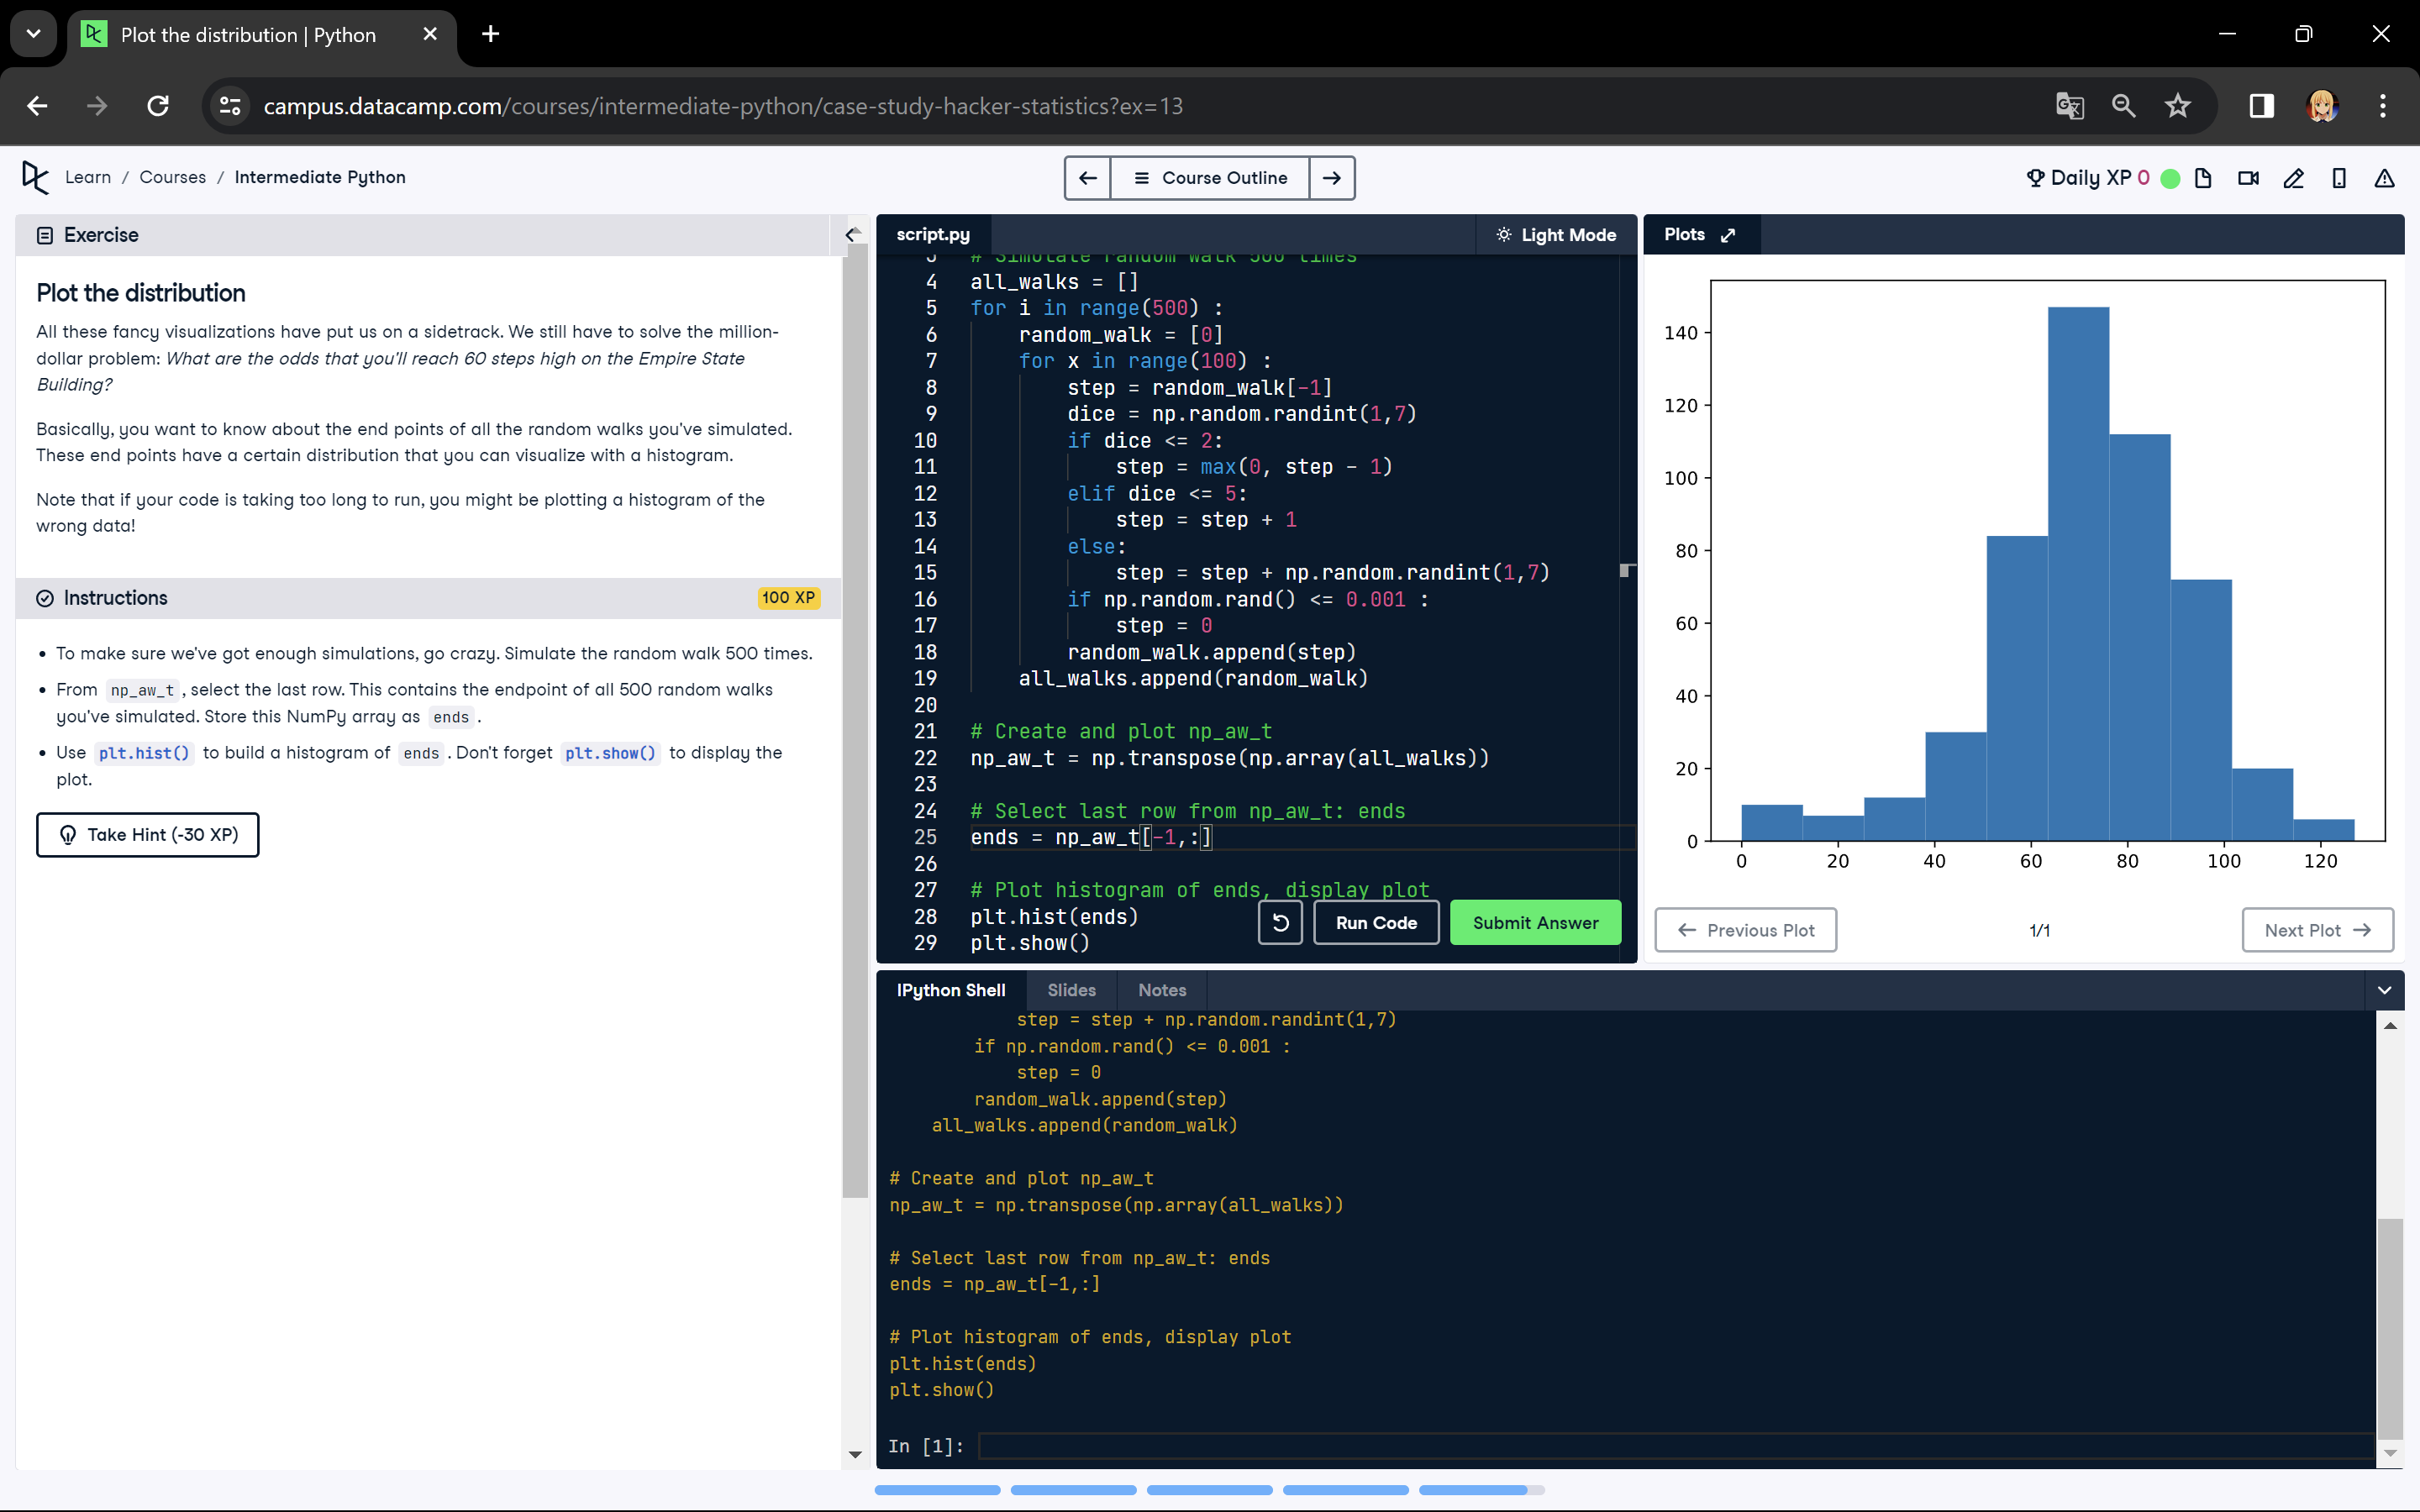 Plot the distribution | Python
campus.datacamp.com/courses/intermediate-python/case-study-hacker-statistics?ex=13
Learn / Courses / Intermediate Python
Course Outline
Daily XP 0
Exercise
Plot the distribution
All these fancy visualizations have put us on a sidetrack. We still have to solve the million-
dollar problem: What are the odds that you'll reach 60 steps high on the Empire State
Building?
Basically, you want to know about the end points of all the random walks you've simulated.
These end points have a certain distribution that you can visualize with a histogram.
Note that if your code is taking too long to run, you might be plotting a histogram of the
wrong data!
Instructions
100 XP
• To make sure we've got enough simulations, go crazy. Simulate the random walk 500 times.
• From np_aw_t, select the last row. This contains the endpoint of all 500 random walks
you've simulated. Store this NumPy array as ends.
• Use plt.hist() to build a histogram of ends. Don't forget plt.show() to display the
plot.
Take Hint (-30 XP)
script.py
Light Mode
3 # Simulate random walk 500 times
4 all_walks = []
5 for i in range(500) :
6     random_walk = [0]
7     for x in range(100) :
8         step = random_walk[-1]
9         dice = np.random.randint(1,7)
10         if dice <= 2:
11             step = max(0, step - 1)
12         elif dice <= 5:
13             step = step + 1
14         else:
15             step = step + np.random.randint(1,7)
16         if np.random.rand() <= 0.001 :
17             step = 0
18         random_walk.append(step)
19     all_walks.append(random_walk)
20
21 # Create and plot np_aw_t
22 np_aw_t = np.transpose(np.array(all_walks))
23
24 # Select last row from np_aw_t: ends
25 ends = np_aw_t[-1,:]
26
27 # Plot histogram of ends, display plot
28 plt.hist(ends)
29 plt.show()
Run Code
Submit Answer
Plots
140
120
100
80
60
40
20
0
0 20 40 60 80 100 120
Previous Plot
1/1
Next Plot
IPython Shell
Slides
Notes
            step = step + np.random.randint(1,7)
        if np.random.rand() <= 0.001 :
            step = 0
        random_walk.append(step)
    all_walks.append(random_walk)
# Create and plot np_aw_t
np_aw_t = np.transpose(np.array(all_walks))
# Select last row from np_aw_t: ends
ends = np_aw_t[-1,:]
# Plot histogram of ends, display plot
plt.hist(ends)
plt.show()
In [1]: